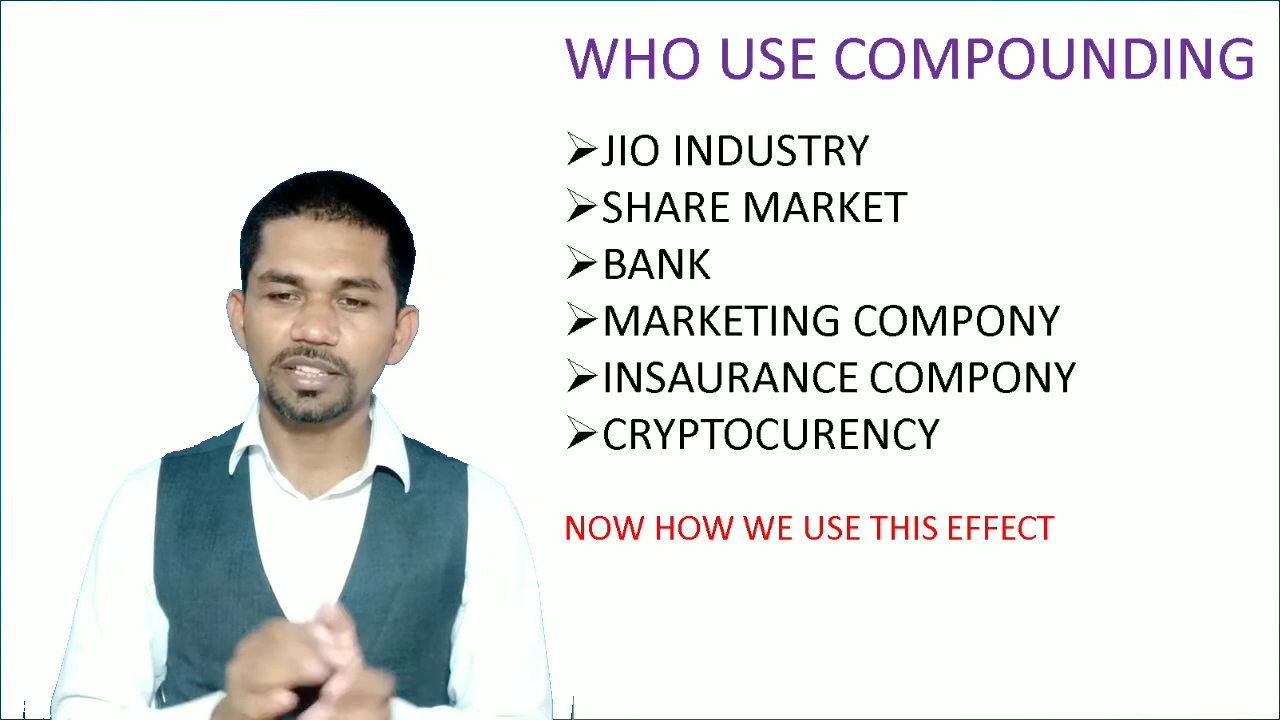 WHO USE COMPOUNDING
JIO INDUSTRY
SHARE MARKET
BANK
MARKETING COMPONY
INSAURANCE COMPONY
CRYPTOCURENCY
NOW HOW WE USE THIS EFFECT